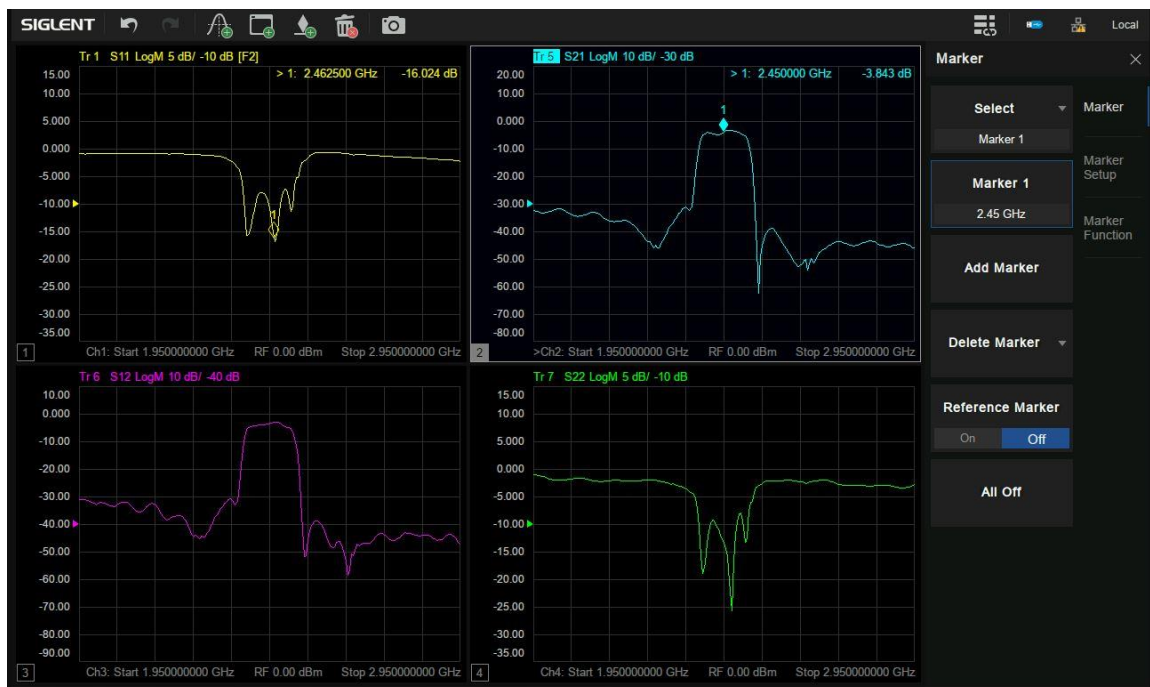 SIGLENT
Local
Tr 1 S11 LogM 5 dB/ -10 dB [F2]
> 1: 2.462500 GHz -16.024 dB
15.00
10.00
5.000
0.000
-5.000
-10.00
-15.00
-20.00
-25.00
-30.00
-35.00
1
Ch1: Start 1.950000000 GHz RF 0.00 dBm Stop 2.950000000 GHz
Tr 5 S21 LogM 10 dB/ -30 dB
> 1: 2.450000 GHz -3.843 dB
20.00
10.00
0.000
-10.00
-20.00
-30.00
-40.00
-50.00
-60.00
-70.00
-80.00
1
2
>Ch2: Start 1.950000000 GHz RF 0.00 dBm Stop 2.950000000 GHz
Tr 6 S12 LogM 10 dB/ -40 dB
10.00
0.000
-10.00
-20.00
-30.00
-40.00
-50.00
-60.00
-70.00
-80.00
-90.00
3
Ch3: Start 1.950000000 GHz RF 0.00 dBm Stop 2.950000000 GHz
Tr 7 S22 LogM 5 dB/ -10 dB
15.00
10.00
5.000
0.000
-5.000
-10.00
-15.00
-20.00
-25.00
-30.00
-35.00
4
Ch4: Start 1.950000000 GHz RF 0.00 dBm Stop 2.950000000 GHz
Marker
Select
Marker 1
Marker 1
2.45 GHz
Add Marker
Delete Marker
Reference Marker
On Off
All Off
Marker
Marker
Setup
Marker
Function